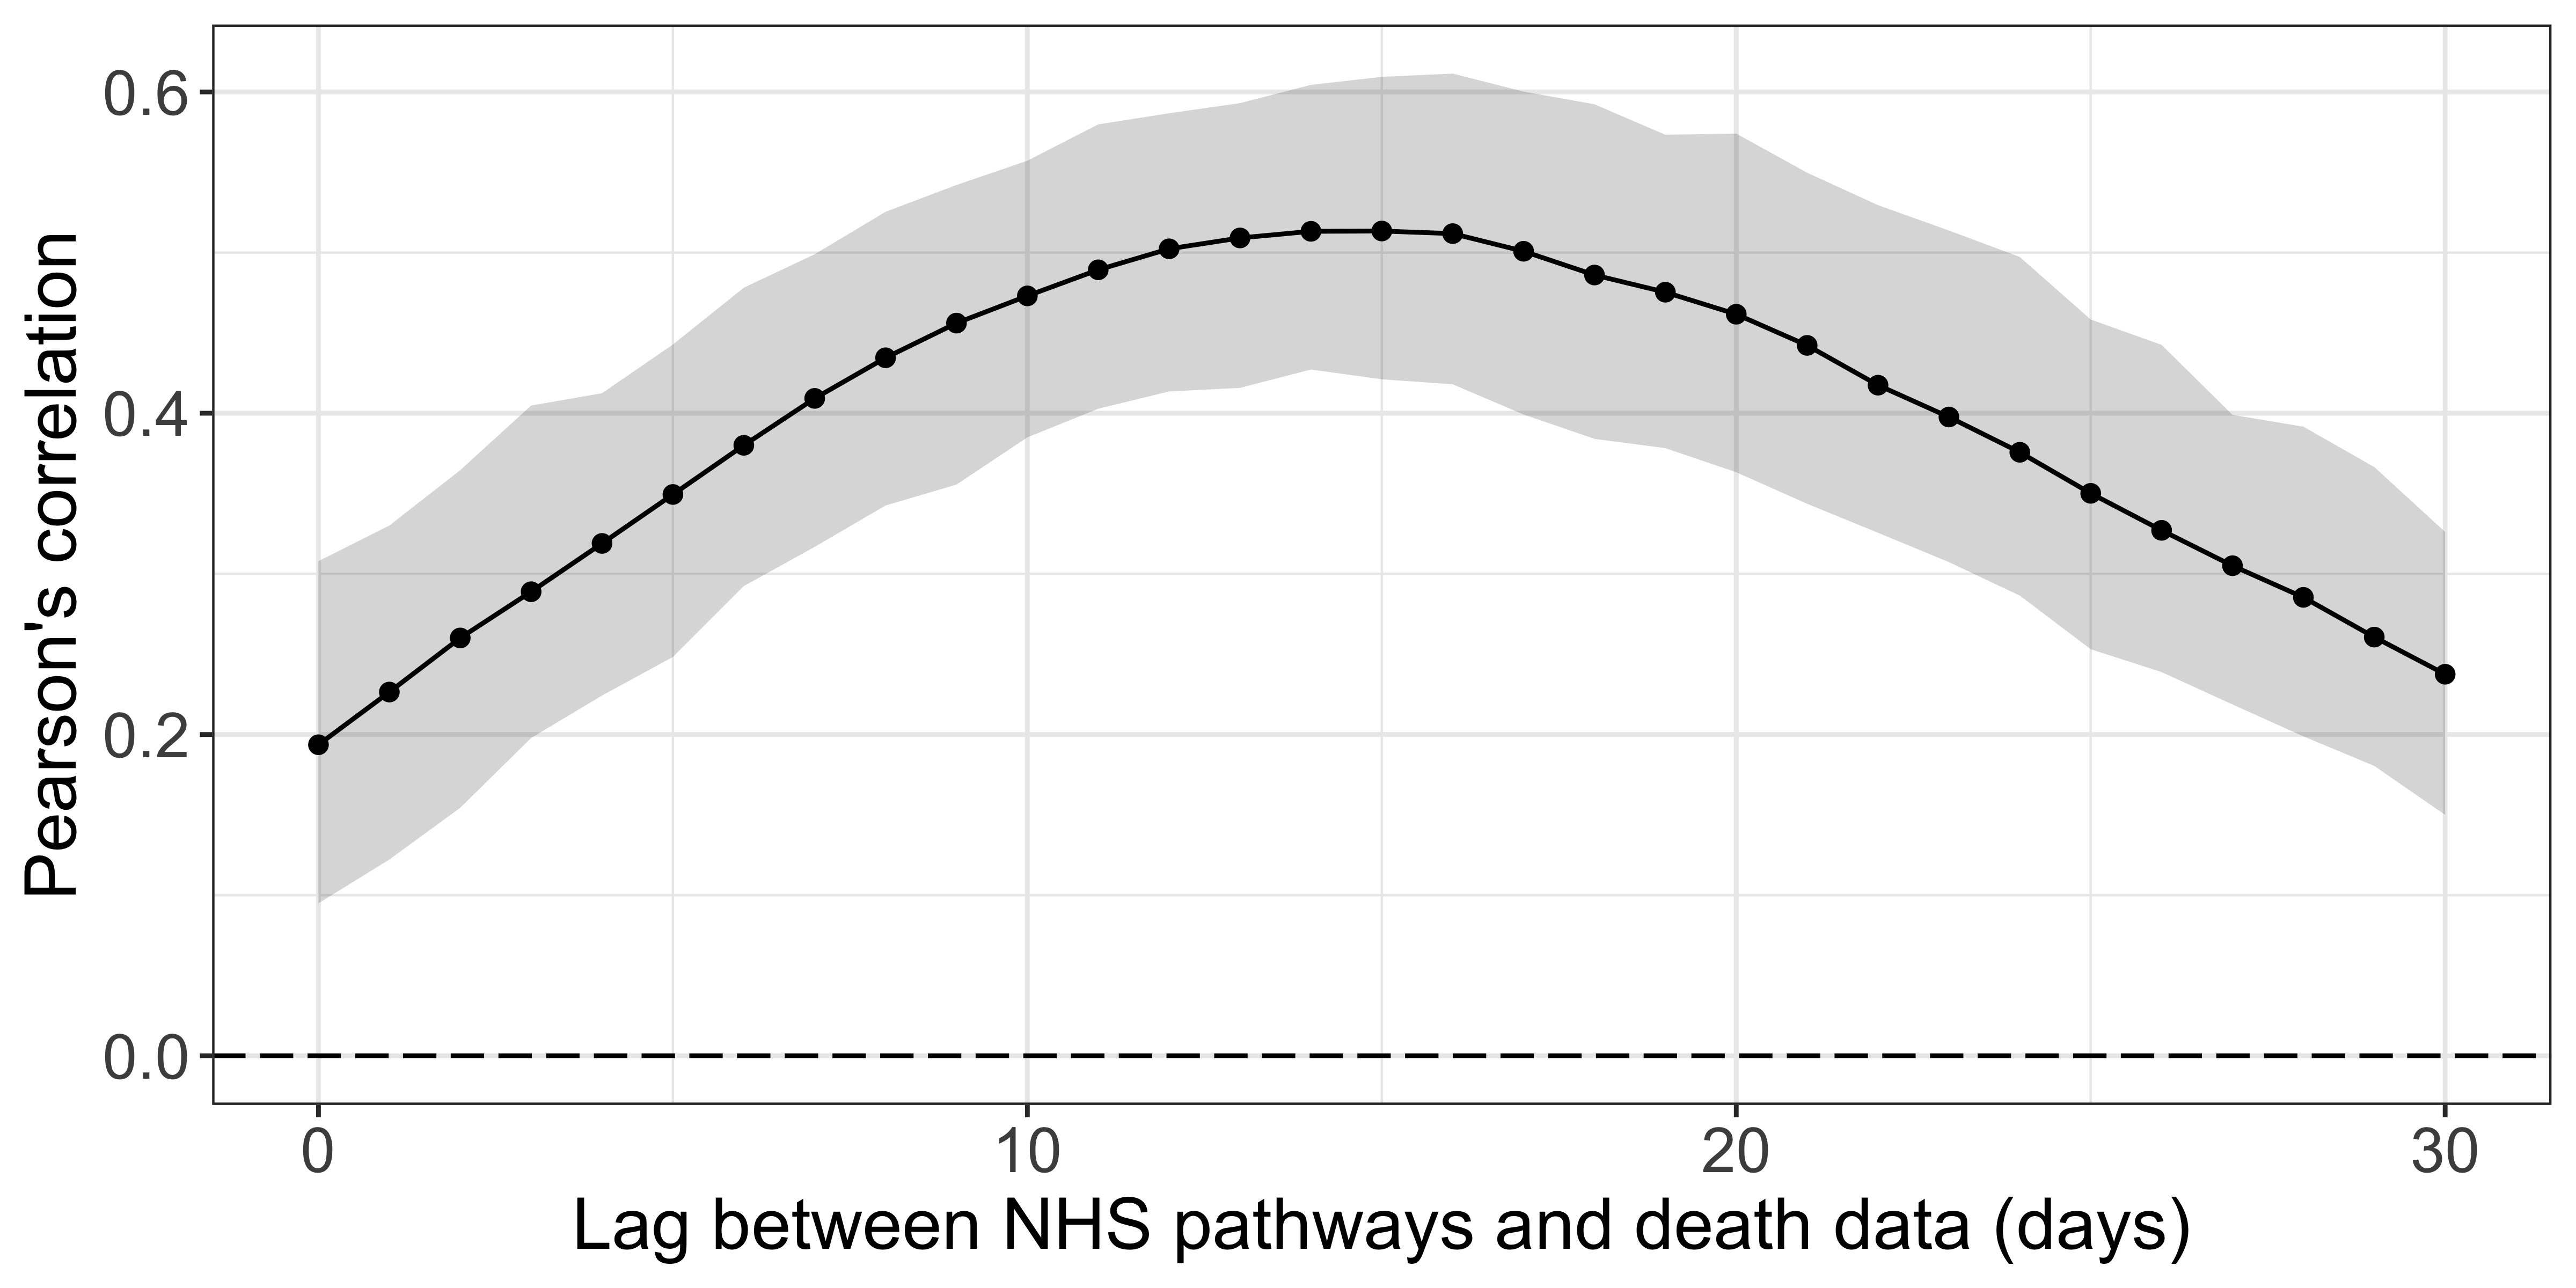 Pearson's correlation
0.6
0.4
0.2
0.0
0 10 20 30
Lag between NHS pathways and death data (days)